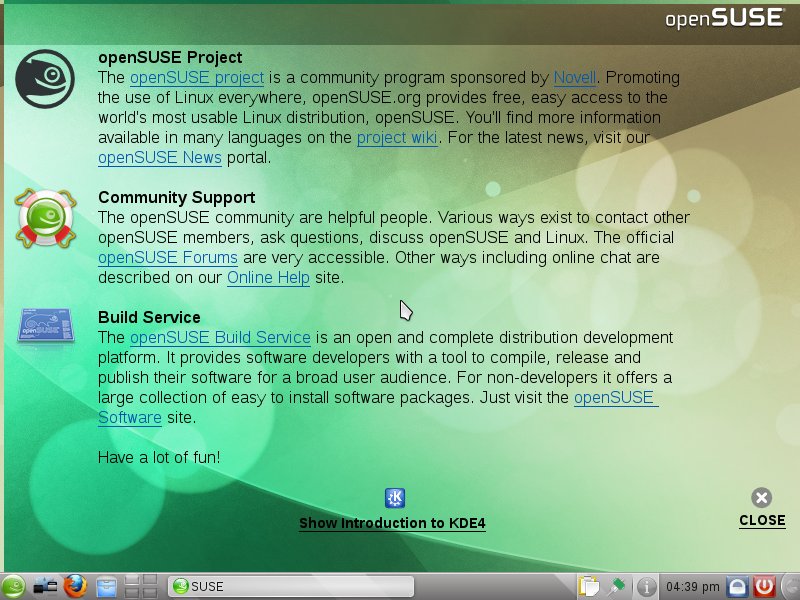 openSUSE
openSUSE Project
The openSUSE project is a community program sponsored by Novell. Promoting
the use of Linux everywhere, openSUSE.org provides free, easy access to the
world's most usable Linux distribution, openSUSE. You'll find more information
available in many languages on the project wiki. For the latest news, visit our
openSUSE News portal.
Community Support
The openSUSE community are helpful people. Various ways exist to contact other
openSUSE members, ask questions, discuss openSUSE and Linux. The official
openSUSE Forums are very accessible. Other ways including online chat are
described on our Online Help site.
openSUSE
Build Service
The openSUSE Build Service is an open and complete distribution development
platform. It provides software developers with a tool to compile, release and
publish their software for a broad user audience. For non-developers it offers a
large collection of easy to install software packages. Just visit the openSUSE
Software site.
Have a lot of fun!
Show Introduction to KDE4
CLOSE
SUSE
04:39 pm